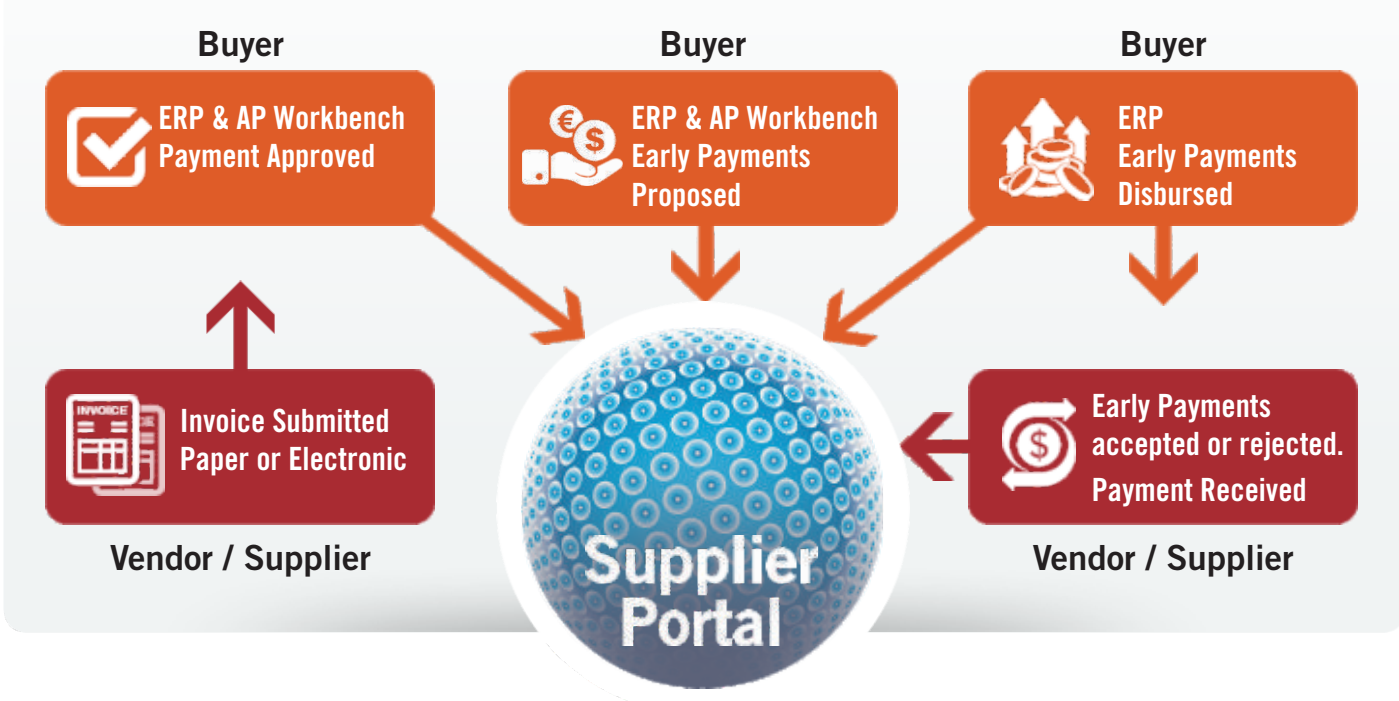 Buyer
ERP & AP Workbench
Payment Approved
Buyer
ERP & AP Workbench
Early Payments
Proposed
Buyer
ERP
Early Payments
Disbursed
INVOICE
Invoice Submitted
Paper or Electronic
Vendor / Supplier
Supplier
Portal
Early Payments
accepted or rejected.
Payment Received
Vendor / Supplier